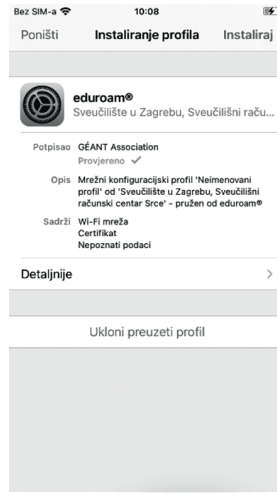 Bez SIM-a 10:08
Poništi Instaliranje profila Instaliraj
eduroam®
Sveučilište u Zagrebu, Sveučilišni raču...
Potpisao GÉANT Association
Provjereno ✓
Opis Mrežni konfiguracijski profil 'Neimenovani
profil' od 'Sveučilište u Zagrebu, Sveučilišni
računski centar Srce' - pružen od eduroam®
Sadrži Wi-Fi mreža
Certifikat
Nepoznati podaci
Detaljnije
Ukloni preuzeti profil